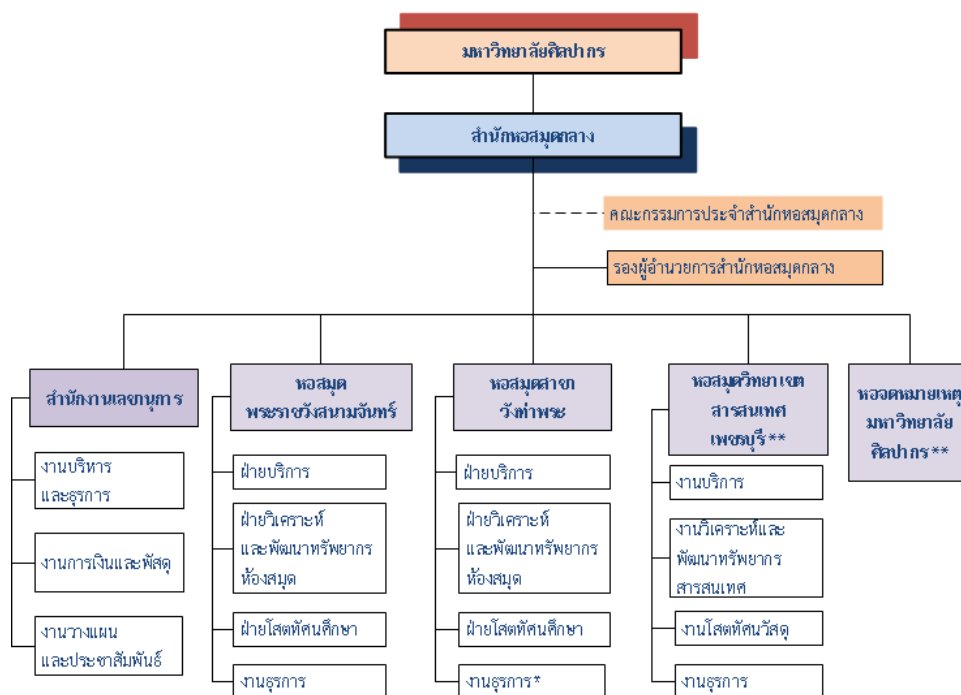 มหาวิทยาลัยศิลปากร
สำนักหอสมุดกลาง
คณะกรรมการประจำสำนักหอสมุดกลาง
รองผู้อำนวยการสำนักหอสมุดกลาง
สำนักงานเลขานุการ
งานบริหาร
และธุรการ
งานการเงินและพัสดุ
งานวางแผน
และประชาสัมพันธ์
หอสมุด
พระราชวังสนามจันทร์
ฝ่ายบริการ
ฝ่ายวิเคราะห์
และพัฒนาทรัพยากร
ห้องสมุด
ฝ่ายโสตทัศนศึกษา
งานธุรการ
หอสมุดสาขา
วังท่าพระ
ฝ่ายบริการ
ฝ่ายวิเคราะห์
และพัฒนาทรัพยากร
ห้องสมุด
ฝ่ายโสตทัศนศึกษา
งานธุรการ*
หอสมุดวิทยาเขต
สารสนเทศ
เพชรบุรี**
งานบริการ
งานวิเคราะห์และ
พัฒนาทรัพยากร
สารสนเทศ
งานโสตทัศนวัสดุ
งานธุรการ
หอจดหมายเหตุ
มหาวิทยาลัย
ศิลปากร**